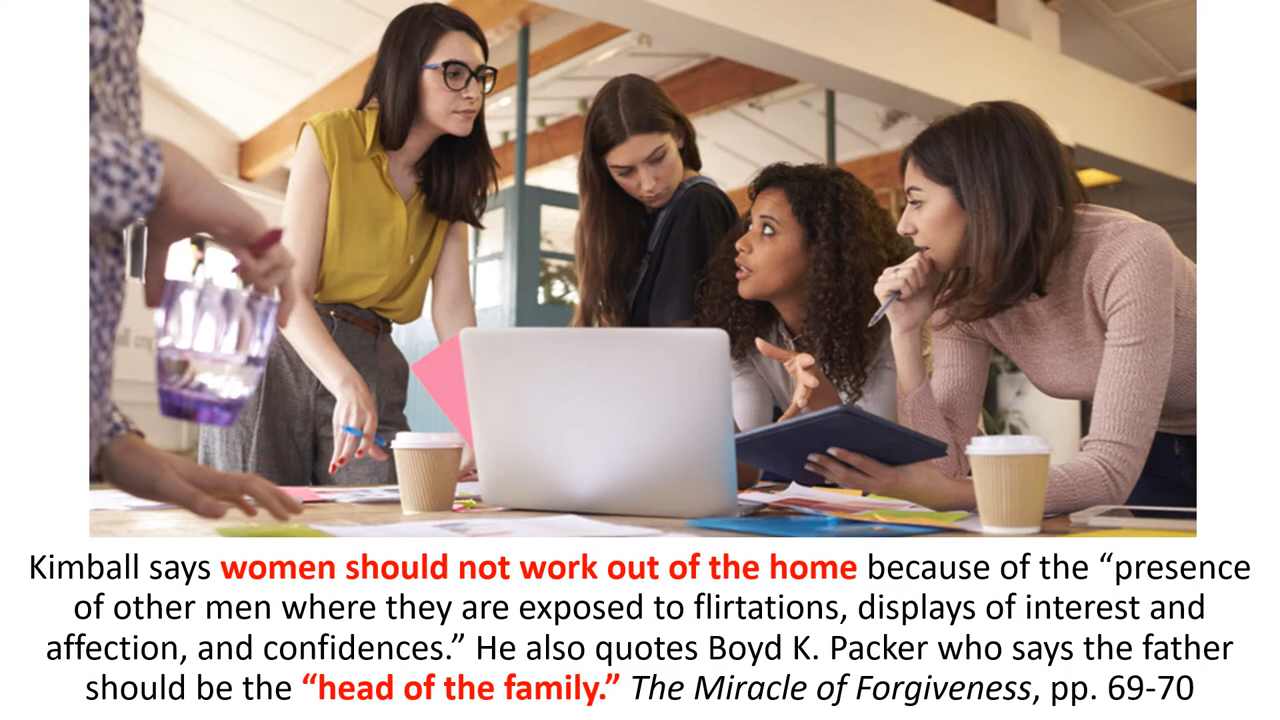 Kimball says women should not work out of the home because of the “presence
of other men where they are exposed to flirtations, displays of interest and
affection, and confidences.” He also quotes Boyd K. Packer who says the father
should be the “head of the family.” The Miracle of Forgiveness, pp. 69-70